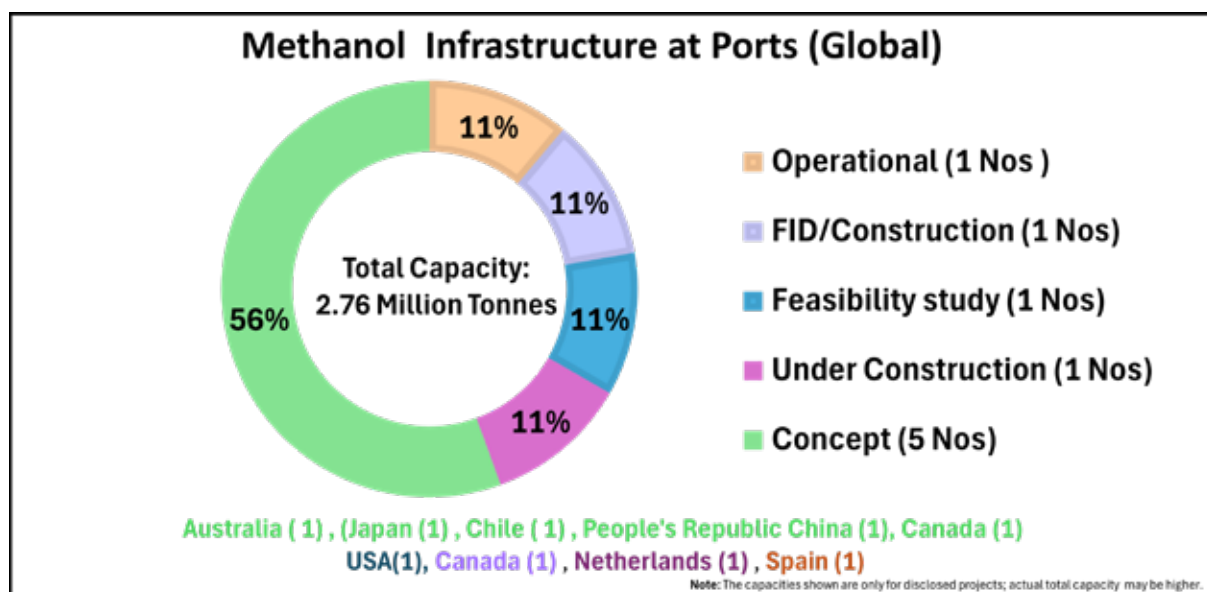 Methanol Infrastructure at Ports (Global)
11%
11%
11%
11%
56%
Total Capacity:
2.76 Million Tonnes
Operational (1 Nos )
FID/Construction (1 Nos)
Feasibility study (1 Nos)
Under Construction (1 Nos)
Concept (5 Nos)
Australia ( 1) , (Japan (1) , Chile ( 1) , People's Republic China (1), Canada (1)
USA(1), Canada (1) , Netherlands (1) , Spain (1)
Note: The capacities shown are only for disclosed projects; actual total capacity may be higher.